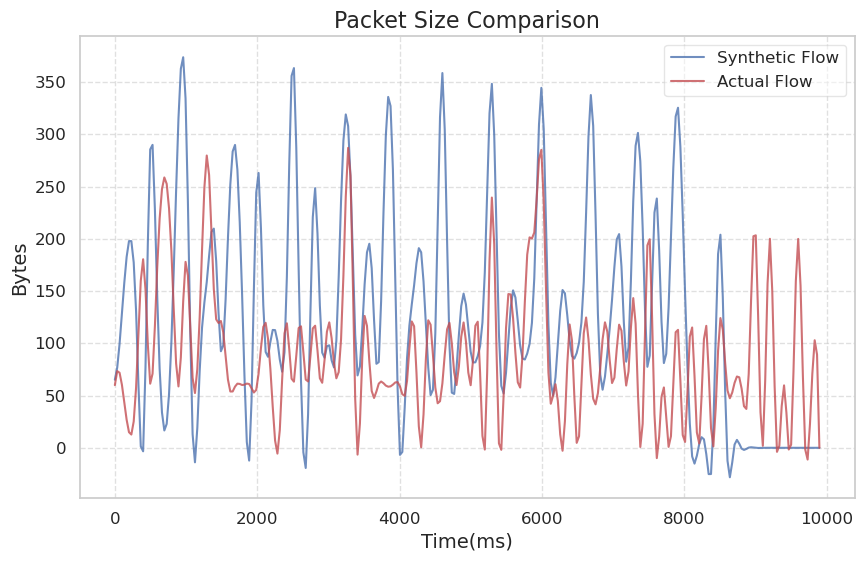 Packet Size Comparison
Synthetic Flow
Actual Flow
350
300
250
200
150
100
50
0
Bytes
0 2000 4000 6000 8000 10000
Time(ms)